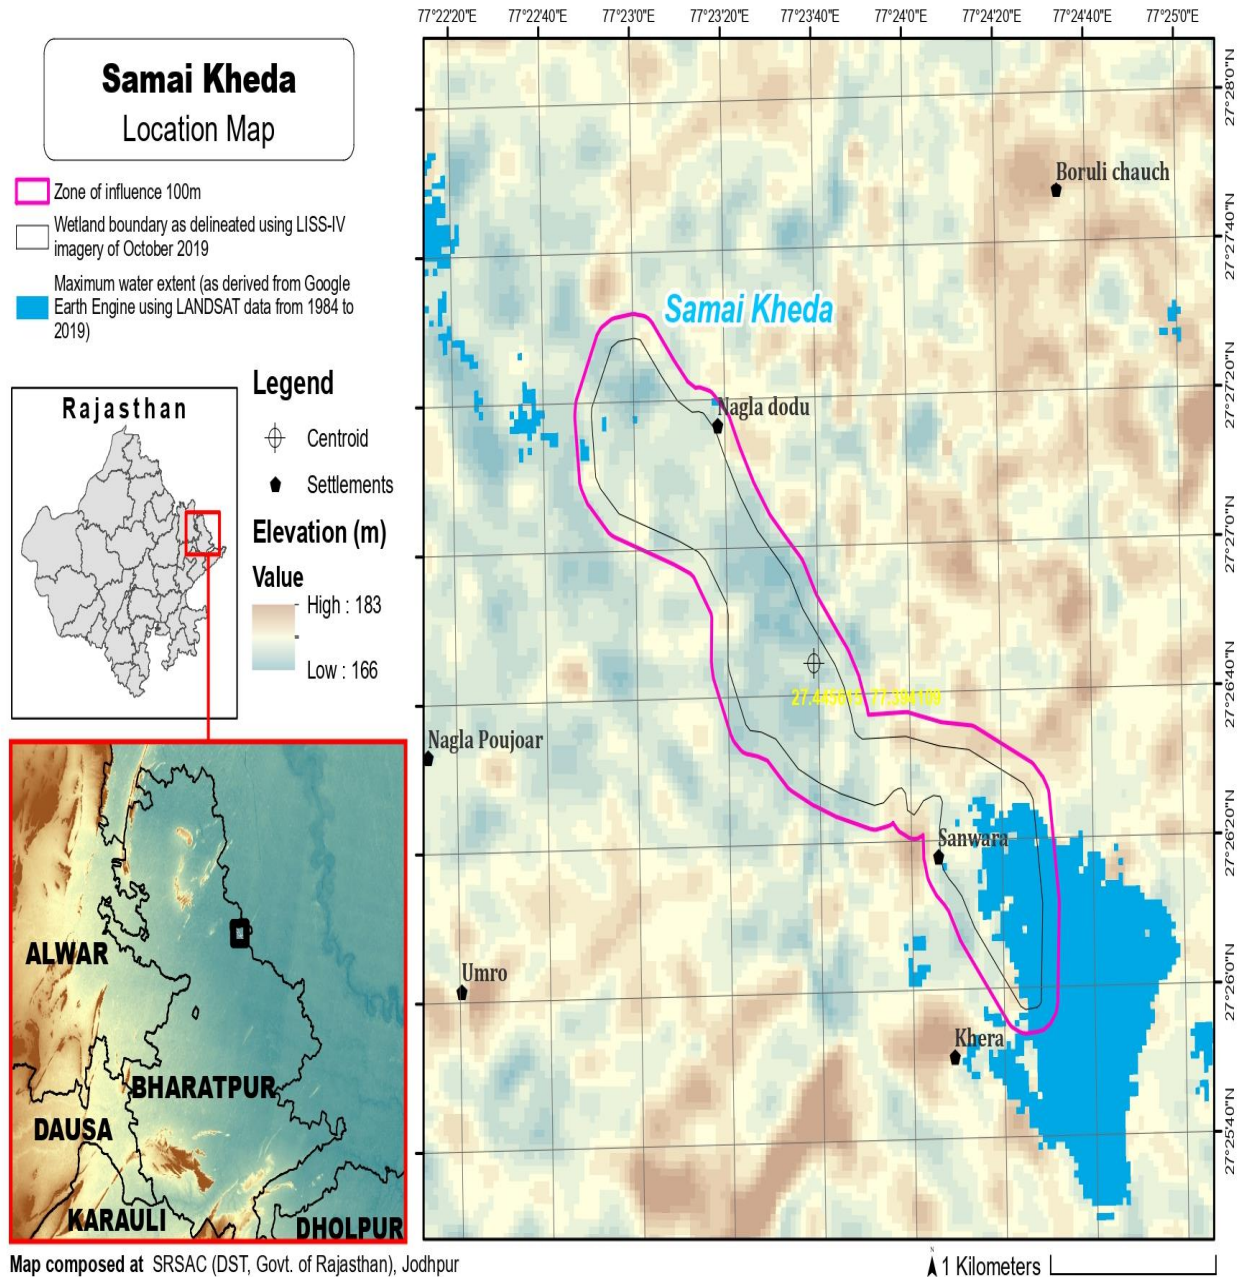 Samai Kheda
Location Map
Zone of influence 100m
Wetland boundary as delineated using LISS-IV
imagery of October 2019
Maximum water extent (as derived from Google
Earth Engine using LANDSAT data from 1984 to
2019)
Rajasthan
Legend
Centroid
Settlements
Elevation (m)
Value
High : 183
Low : 166
ALWAR
BHARATPUR
DAUSA
KARAULI
DHOLPUR
Map composed at SRSAC (DST, Govt. of Rajasthan), Jodhpur
77°22'20"E 77°22'40"E 77°23'0"E 77°23'20"E 77°23'40"E 77°24'0"E 77°24'20"E 77°24'40"E 77°25'0"E
27°28'0"N
27°27'40"N
27°27'20"N
27°27'0"N
27°26'40"N
27°26'20"N
27°26'0"N
27°25'40"N
Boruli chauch
Samai Kheda
Nagla dodu
Nagla Poujoar
Sanwara
Umro
Khera
N
1 Kilometers